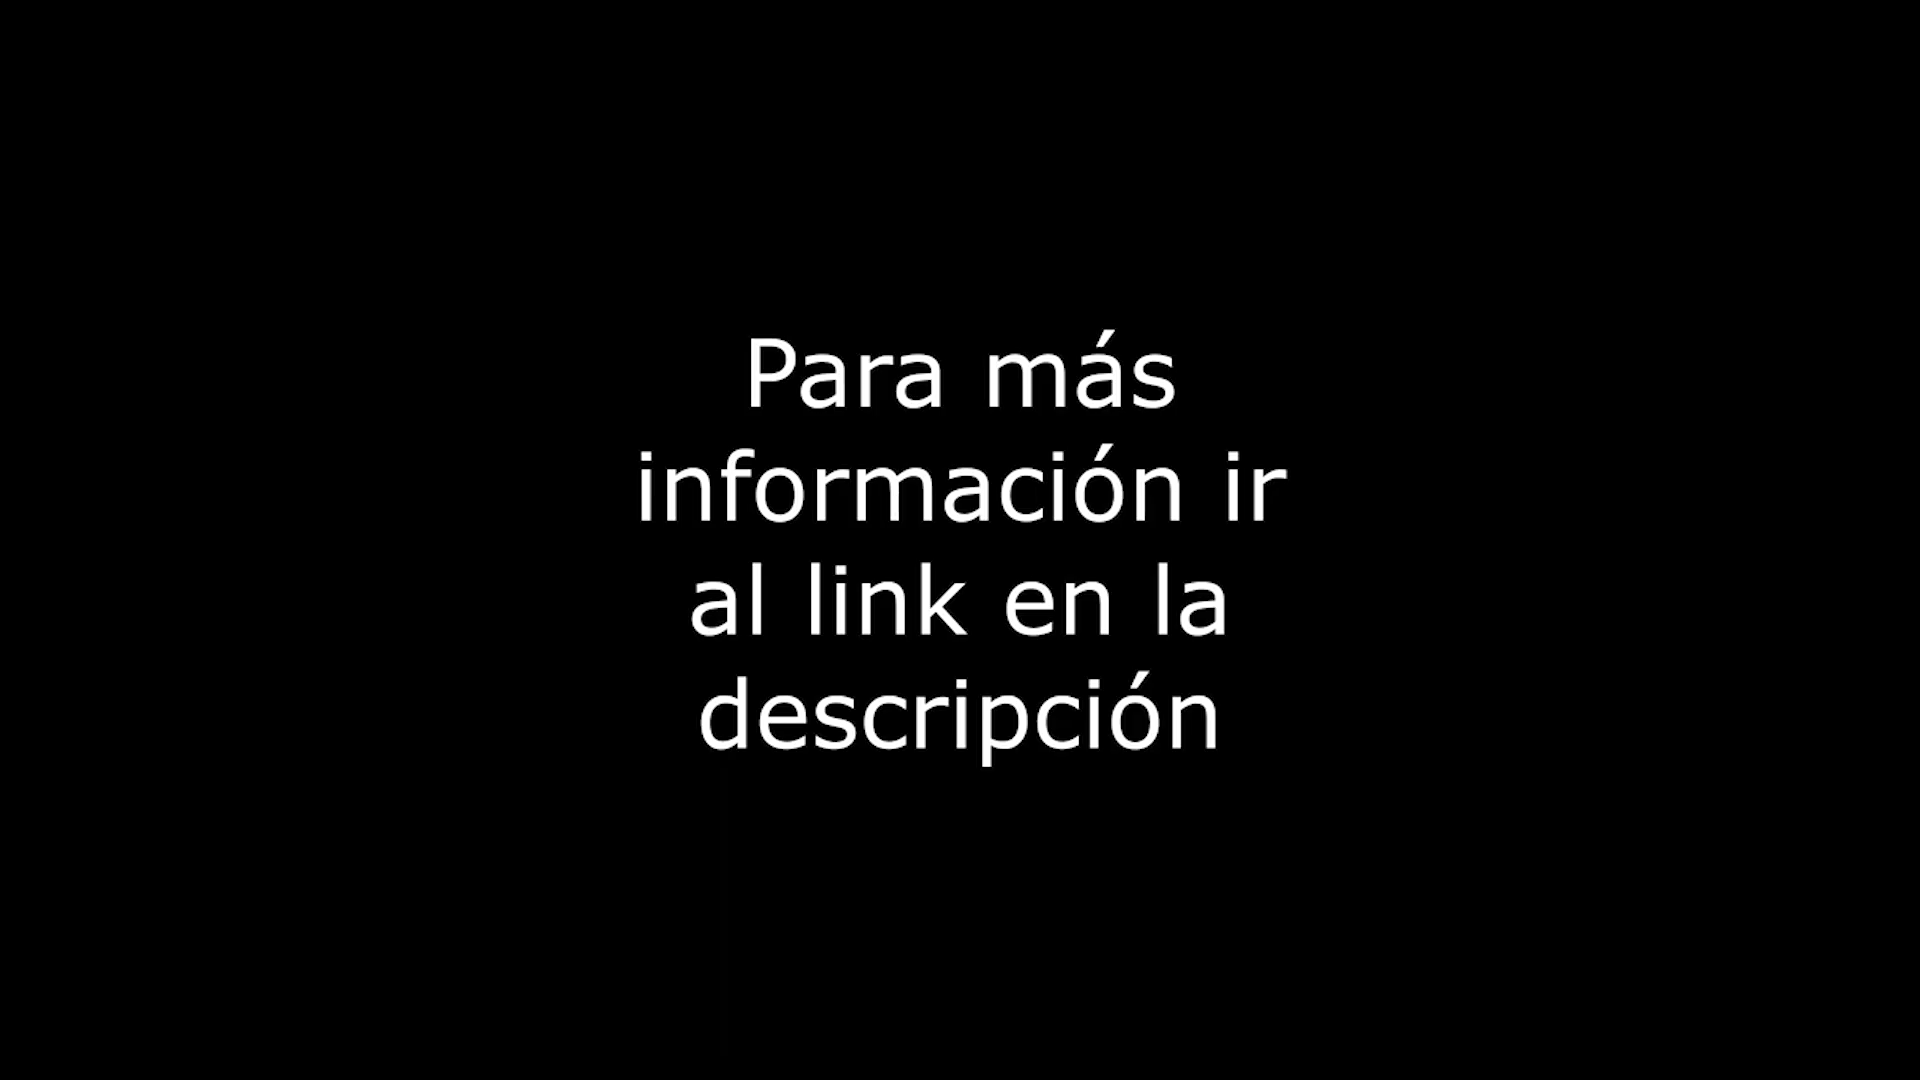 Para más
información ir
al link en la
descripción